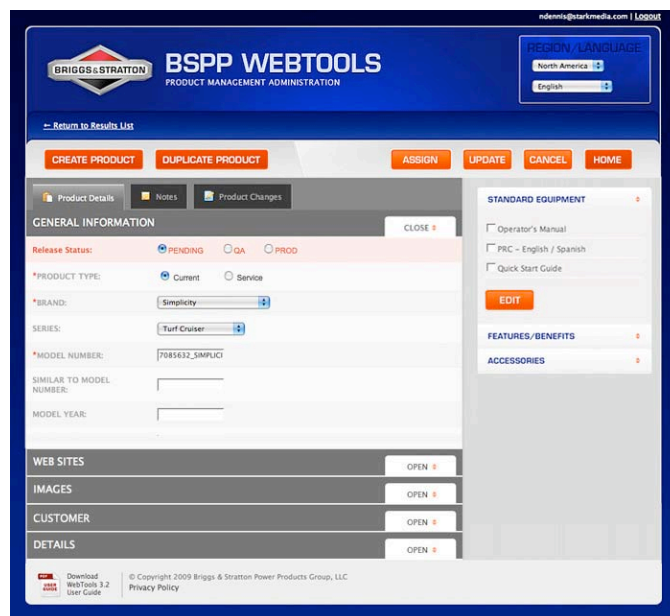 ndennis@starkmedia.com | Logout
BRIGGS & STRATTON
BSPP WEBTOOLS
PRODUCT MANAGEMENT ADMINISTRATION
REGION/LANGUAGE
North America
English
← Return to Results List
CREATE PRODUCT
DUPLICATE PRODUCT
ASSIGN
UPDATE
CANCEL
HOME
Product Details
Notes
Product Changes
GENERAL INFORMATION
CLOSE
Release Status:
PENDING
QA
PROD
*PRODUCT TYPE:
Current
Service
*BRAND:
Simplicity
SERIES:
Turf Cruiser
*MODEL NUMBER:
7085632_SIMPLICI
SIMILAR TO MODEL
NUMBER:
MODEL YEAR:
WEB SITES
OPEN
IMAGES
OPEN
CUSTOMER
OPEN
DETAILS
OPEN
STANDARD EQUIPMENT
Operator's Manual
PRC - English / Spanish
Quick Start Guide
EDIT
FEATURES/BENEFITS
ACCESSORIES
PDF
USER
GUIDE
Download
WebTools 3.2
User Guide
© Copyright 2009 Briggs & Stratton Power Products Group, LLC
Privacy Policy